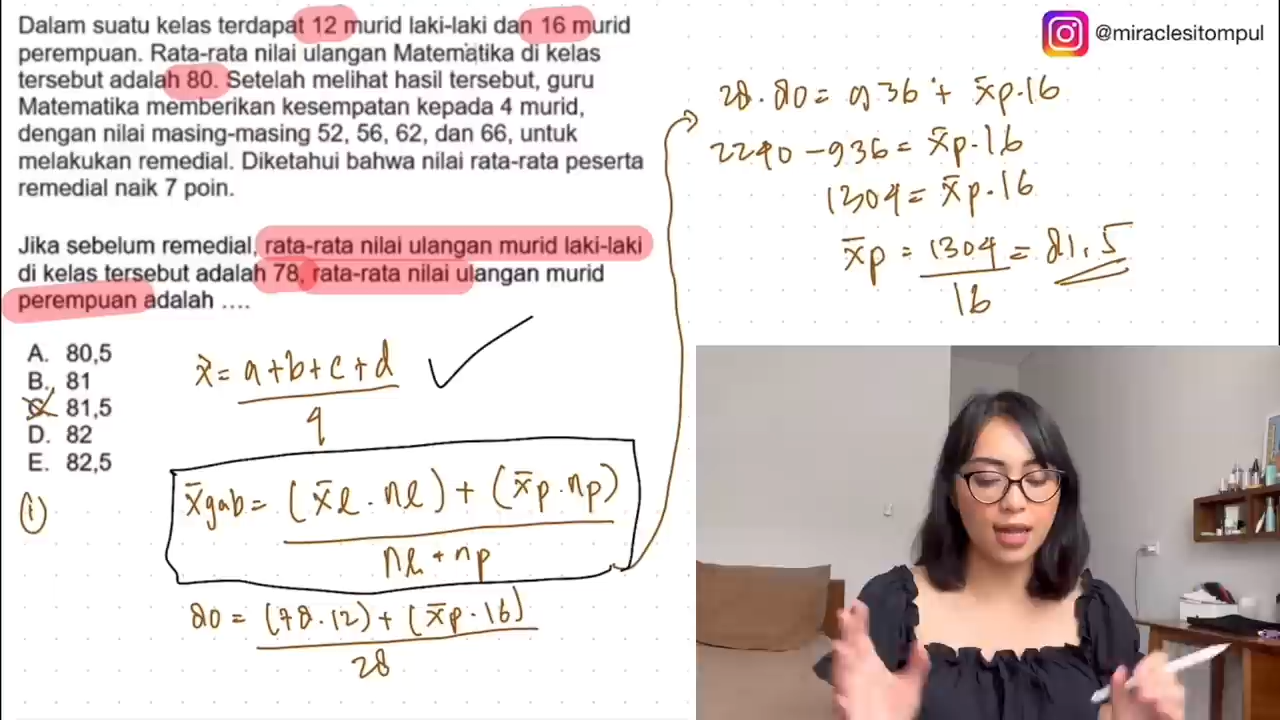 Dalam suatu kelas terdapat 12 murid laki-laki dan 16 murid
perempuan. Rata-rata nilai ulangan Matematika di kelas
tersebut adalah 80. Setelah melihat hasil tersebut, guru
Matematika memberikan kesempatan kepada 4 murid,
dengan nilai masing-masing 52, 56, 62, dan 66, untuk
melakukan remedial. Diketahui bahwa nilai rata-rata peserta
remedial naik 7 poin.
Jika sebelum remedial, rata-rata nilai ulangan murid laki-laki
di kelas tersebut adalah 78, rata-rata nilai ulangan murid
perempuan adalah ....
A. 80,5
B. 81
C. 81,5
D. 82
E. 82,5
x̄ = a+b+c+d
4
(1)
x̄gab = (x̄l . nl) + (x̄p . np)
nl + np
80 = (78.12) + (x̄p . 16)
28
@miraclesitompul
28.80 = 936 + x̄p.16
2240 - 936 = x̄p.16
1304 = x̄p.16
x̄p = 1304 = 81,5
16